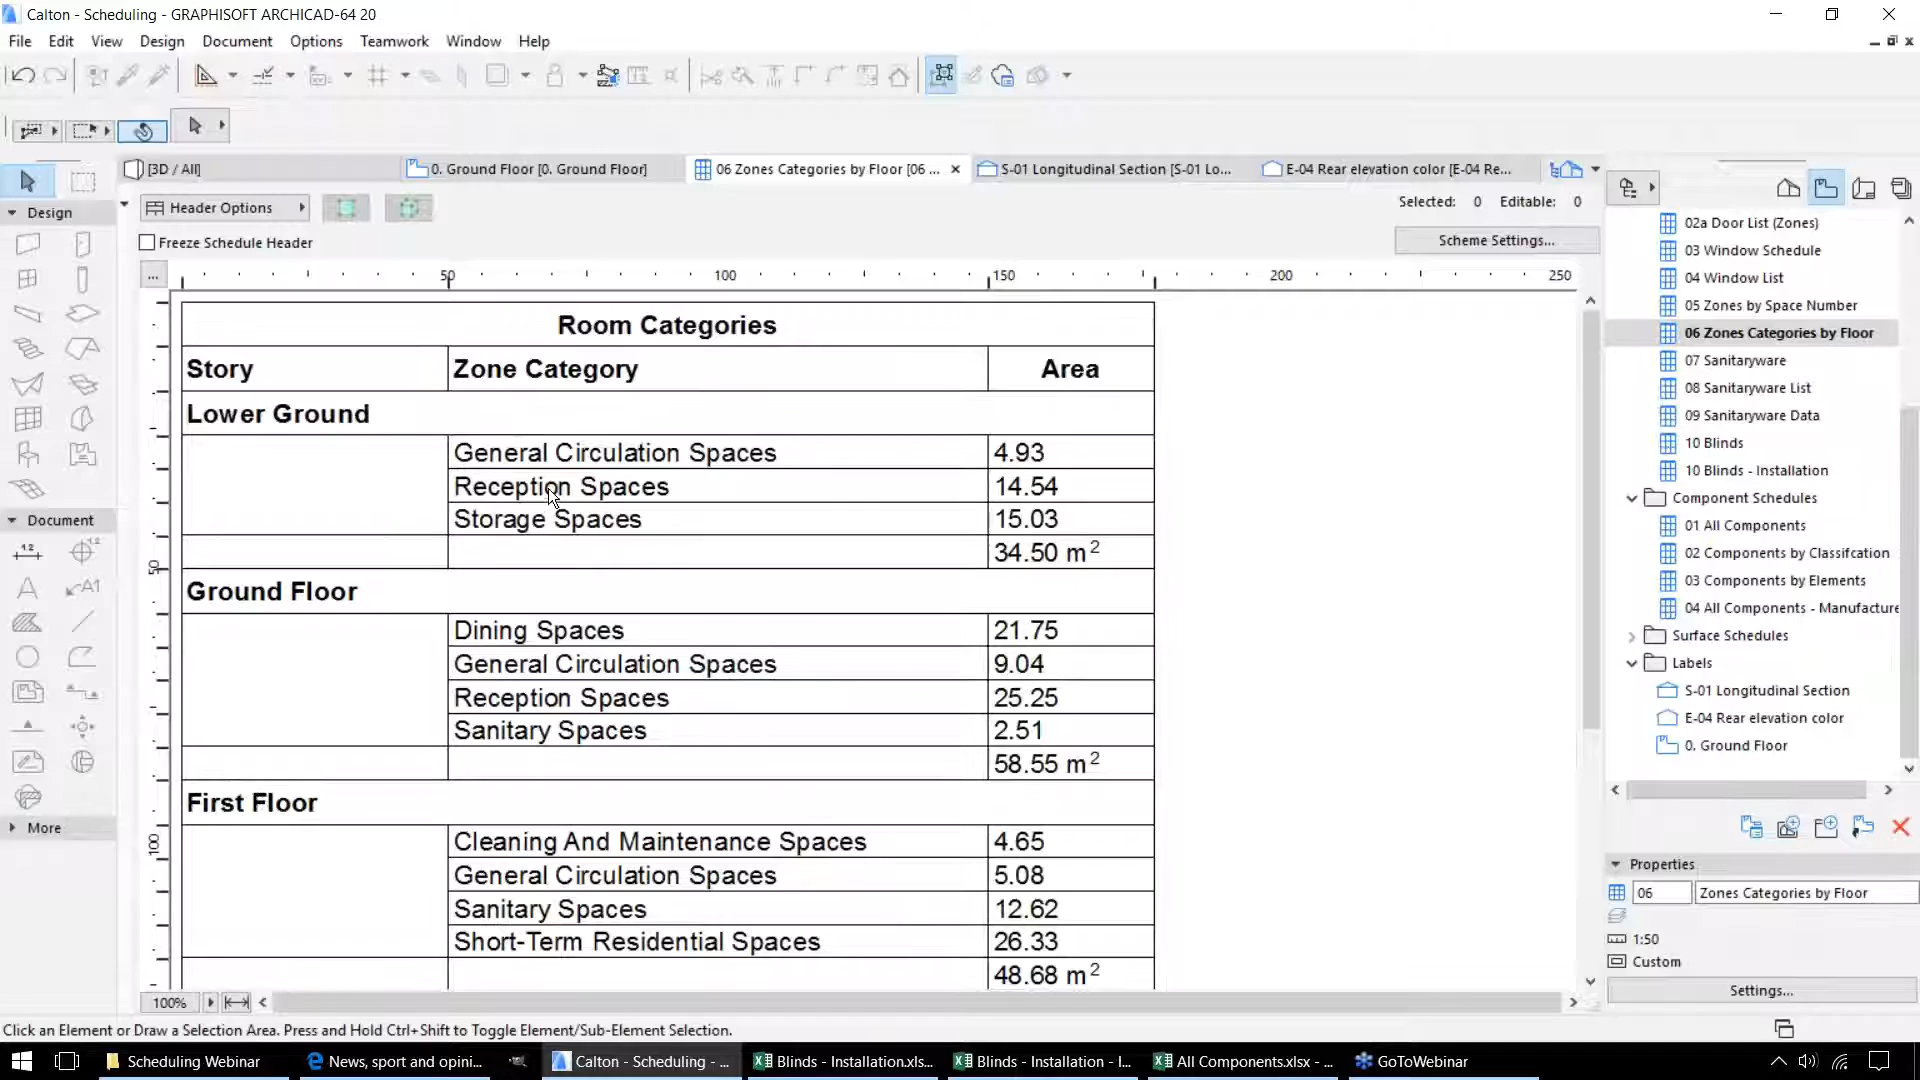 Calton - Scheduling - GRAPHISOFT ARCHICAD-64 20
File Edit View Design Document Options Teamwork Window Help
[3D / All]
0. Ground Floor [0. Ground Floor]
06 Zones Categories by Floor [06 ...
S-01 Longitudinal Section [S-01 Lo...
E-04 Rear elevation color [E-04 Re...
Header Options
Selected: 0 Editable: 0
Freeze Schedule Header
Scheme Settings...
...
50 100 150 200 250
Design
Document
More
50
100
1.2
1.2
A
A1
Room Categories
Story Zone Category Area
Lower Ground
General Circulation Spaces 4.93
Reception Spaces 14.54
Storage Spaces 15.03
34.50 m2
Ground Floor
Dining Spaces 21.75
General Circulation Spaces 9.04
Reception Spaces 25.25
Sanitary Spaces 2.51
58.55 m2
First Floor
Cleaning And Maintenance Spaces 4.65
General Circulation Spaces 5.08
Sanitary Spaces 12.62
Short-Term Residential Spaces 26.33
48.68 m2
02a Door List (Zones)
03 Window Schedule
04 Window List
05 Zones by Space Number
06 Zones Categories by Floor
07 Sanitaryware
08 Sanitaryware List
09 Sanitaryware Data
10 Blinds
10 Blinds - Installation
Component Schedules
01 All Components
02 Components by Classifcation
03 Components by Elements
04 All Components - Manufacture
Surface Schedules
Labels
S-01 Longitudinal Section
E-04 Rear elevation color
0. Ground Floor
Properties
06 Zones Categories by Floor
1:50
Custom
Settings...
100%
Click an Element or Draw a Selection Area. Press and Hold Ctrl+Shift to Toggle Element/Sub-Element Selection.
Scheduling Webinar
News, sport and opini...
Calton - Scheduling - ...
Blinds - Installation.xls...
Blinds - Installation - I...
All Components.xlsx - ...
GoToWebinar